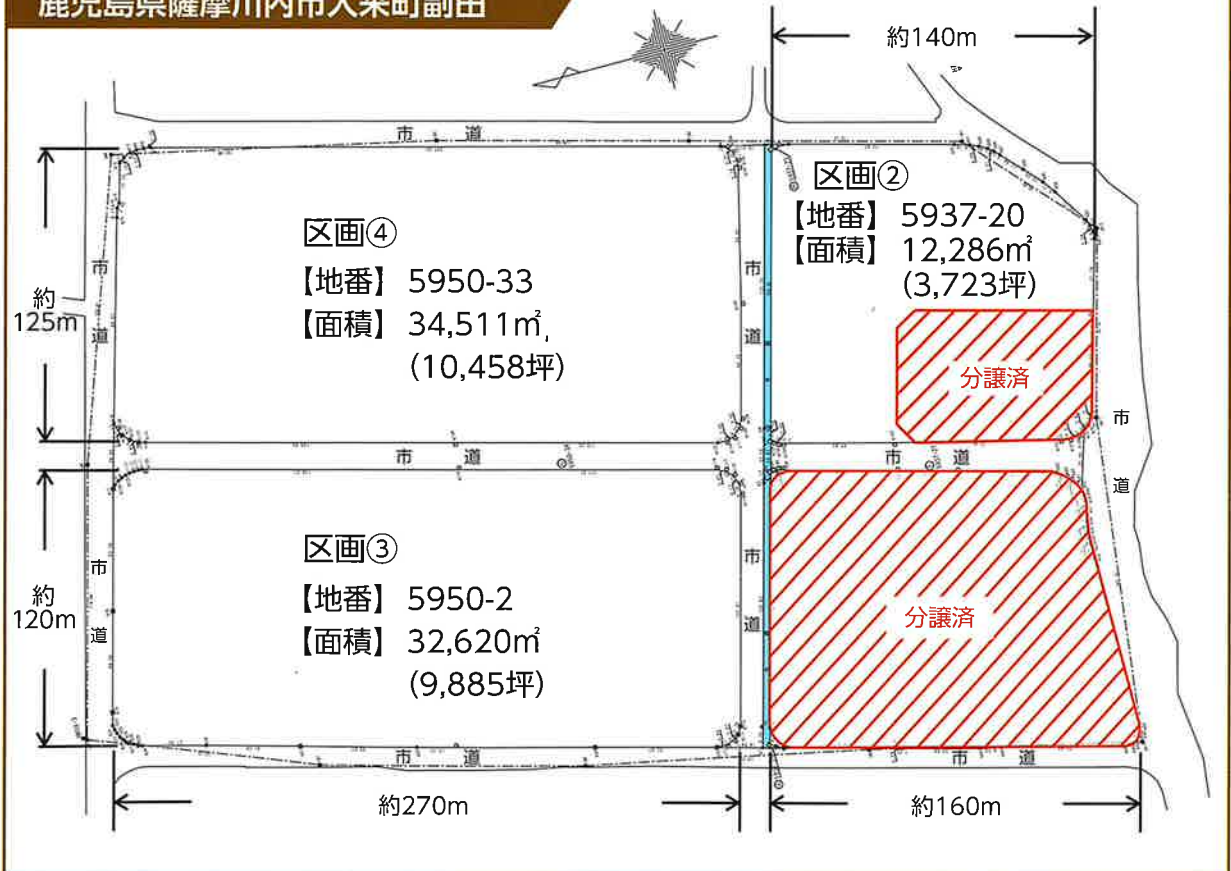 鹿児島県薩摩川内市入来町副田
約140m
市道
区画②
【地番】 5937-20
【面積】 12,286㎡
(3,723坪)
区画④
【地番】 5950-33
【面積】 34,511㎡
(10,458坪)
市道
約
125m
市道
分譲済
市道
市道
市道
区画③
【地番】 5950-2
【面積】 32,620㎡
(9,885坪)
市道
約
120m
市道
分譲済
市道
市道
約270m
約160m